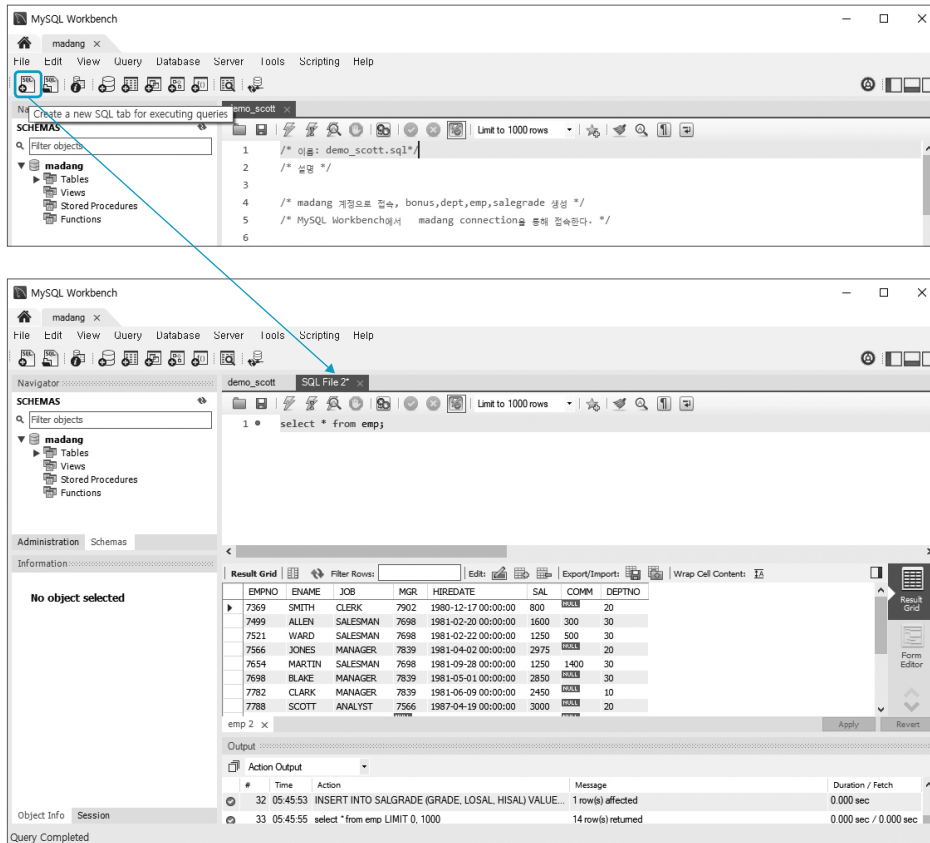 MySQL Workbench
madang ×
File Edit View Query Database Server Tools Scripting Help
Create a new SQL tab for executing queries
demo_scott ×
SCHEMAS
Filter objects
Limit to 1000 rows
madang
Tables
Views
Stored Procedures
Functions
1 /* 이름: demo_scott.sql*/
2 /* 설명 */
3
4 /* madang 계정으로 접속, bonus,dept,emp,salegrade 생성 */
5 /* MySQL Workbench에서 madang connection을 통해 접속한다. */
6
MySQL Workbench
madang ×
File Edit View Query Database Server Tools Scripting Help
Navigator
demo_scott SQL File 2* ×
SCHEMAS
Filter objects
Limit to 1000 rows
1 select * from emp;
madang
Tables
Views
Stored Procedures
Functions
Administration Schemas
Information
No object selected
Result Grid Filter Rows: Edit: Export/Import: Wrap Cell Content:
EMPNO ENAME JOB MGR HIREDATE SAL COMM DEPTNO
7369 SMITH CLERK 7902 1980-12-17 00:00:00 800 NULL 20
7499 ALLEN SALESMAN 7698 1981-02-20 00:00:00 1600 300 30
7521 WARD SALESMAN 7698 1981-02-22 00:00:00 1250 500 30
7566 JONES MANAGER 7839 1981-04-02 00:00:00 2975 NULL 20
7654 MARTIN SALESMAN 7698 1981-09-28 00:00:00 1250 1400 30
7698 BLAKE MANAGER 7839 1981-05-01 00:00:00 2850 NULL 30
7782 CLARK MANAGER 7839 1981-06-09 00:00:00 2450 NULL 10
7788 SCOTT ANALYST 7566 1987-04-19 00:00:00 3000 NULL 20
Result Grid
Form Editor
emp 2 ×
Apply Revert
Output
Action Output
# Time Action Message Duration / Fetch
32 05:45:53 INSERT INTO SALGRADE (GRADE, LOSAL, HISAL) VALUE... 1 row(s) affected 0.000 sec
33 05:45:55 select * from emp LIMIT 0, 1000 14 row(s) returned 0.000 sec / 0.000 sec
Object Info Session
Query Completed